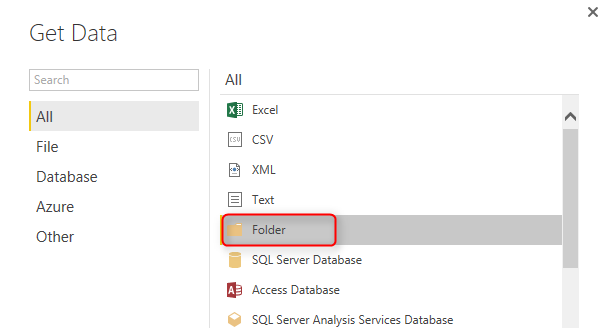 Get Data
Search
All
File
Database
Azure
Other
All
Excel
CSV
XML
Text
Folder
SQL Server Database
Access Database
SQL Server Analysis Services Database